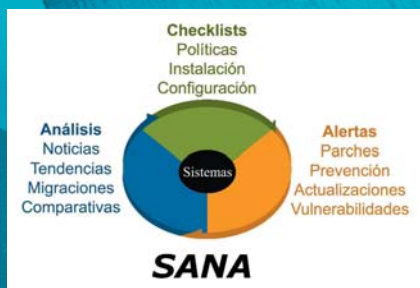 Checklists
Políticas
Instalación
Configuración
Análisis
Noticias
Tendencias
Migraciones
Comparativas
Alertas
Parches
Prevención
Actualizaciones
Vulnerabilidades
Sistemas
SANA